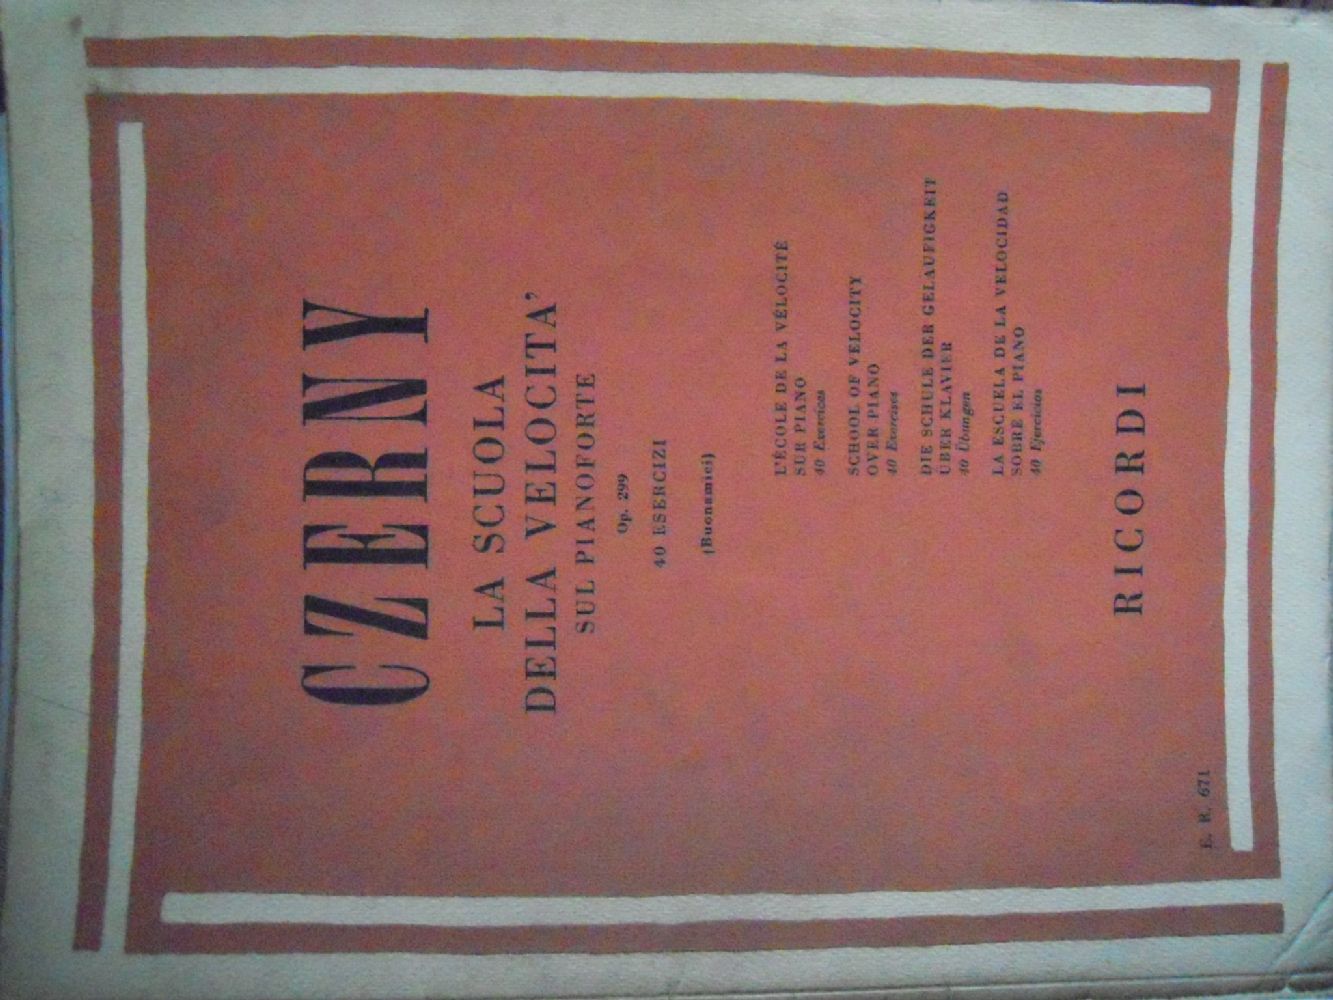 CZERNY
LA SCUOLA
DELLA VELOCITA'
SUL PIANOFORTE
Op. 299
40 ESERCIZI
(Buonamici)
L'ÉCOLE DE LA VÉLOCITÉ
SUR PIANO
40 Exercices
SCHOOL OF VELOCITY
OVER PIANO
40 Exercises
DIE SCHULE DER GELAUFIGKEIT
ÜBER KLAVIER
40 Übungen
LA ESCUELA DE LA VELOCIDAD
SOBRE EL PIANO
40 Ejercicios
RICORDI
E. R. 671